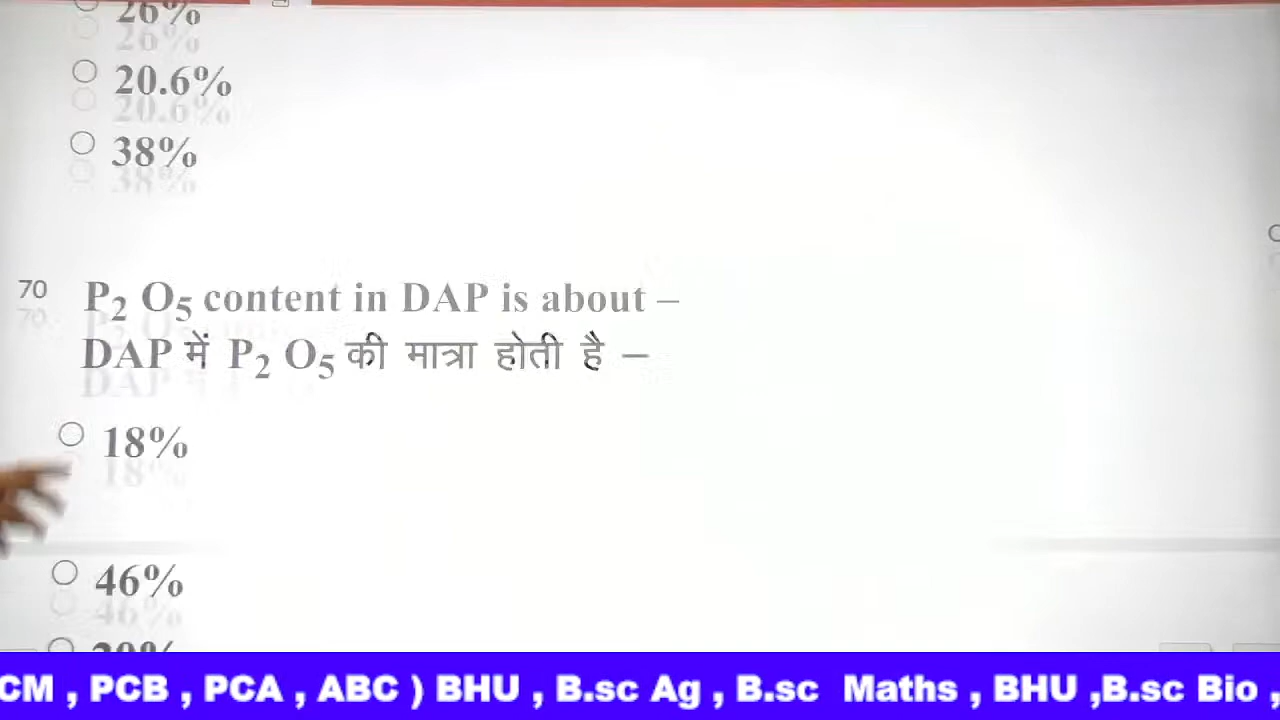 26%
20.6%
38%
70 P2 O5 content in DAP is about –
DAP में P2 O5 की मात्रा होती है –
18%
46%
CM , PCB , PCA , ABC ) BHU , B.sc Ag , B.sc Maths , BHU ,B.sc Bio ,